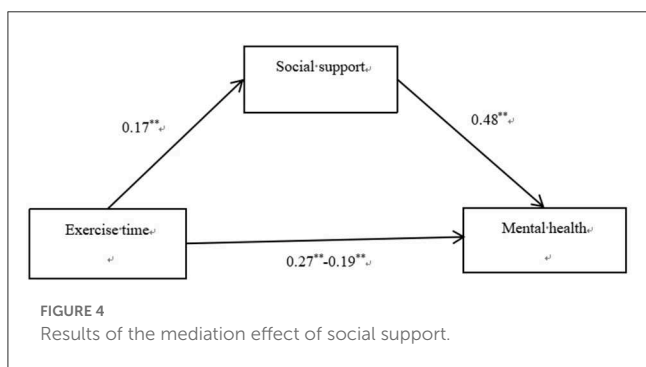 Social·support↵
0.17**↵
0.48**↵
Exercise·time↵
↵
Mental·health↵
↵
0.27**-0.19**↵
FIGURE 4
Results of the mediation effect of social support.